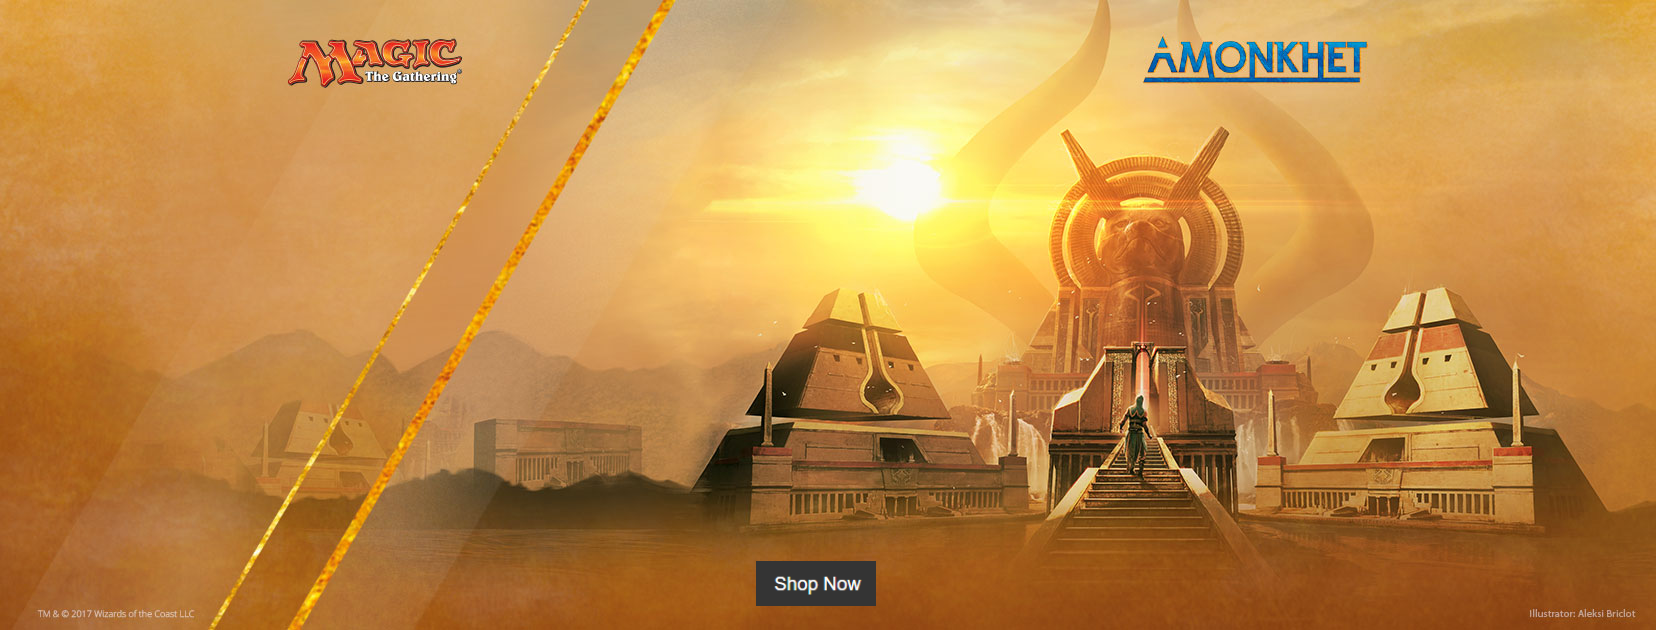 MAGIC
The Gathering®
AMONKHET
Shop Now
TM & © 2017 Wizards of the Coast LLC
Illustrator: Aleksi Briclot